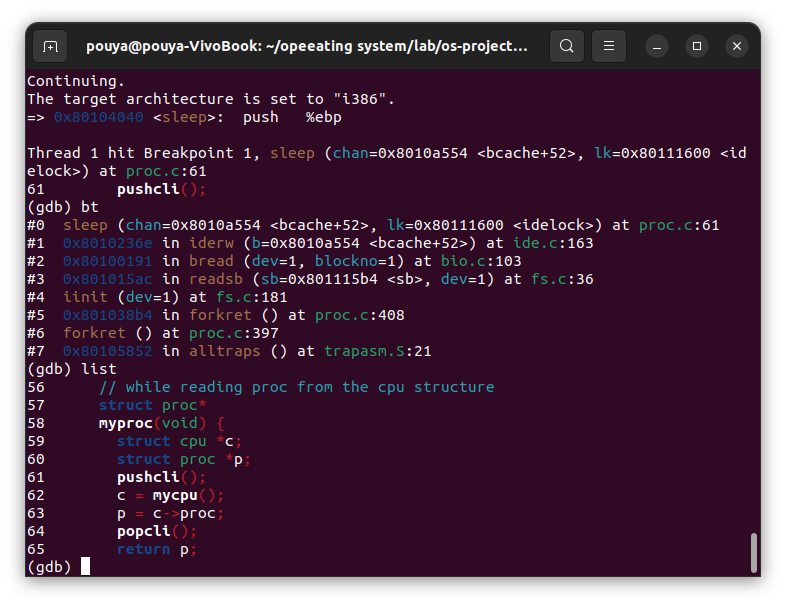 pouya@pouya-VivoBook: ~/opeeating system/lab/os-project...
Continuing.
The target architecture is set to "i386".
=> 0x80104040 <sleep>:  push   %ebp
Thread 1 hit Breakpoint 1, sleep (chan=0x8010a554 <bcache+52>, lk=0x80111600 <id
elock>) at proc.c:61
61        pushcli();
(gdb) bt
#0  sleep (chan=0x8010a554 <bcache+52>, lk=0x80111600 <idelock>) at proc.c:61
#1  0x8010236e in iderw (b=0x8010a554 <bcache+52>) at ide.c:163
#2  0x80100191 in bread (dev=1, blockno=1) at bio.c:103
#3  0x801015ac in readsb (sb=0x801115b4 <sb>, dev=1) at fs.c:36
#4  iinit (dev=1) at fs.c:181
#5  0x801038b4 in forkret () at proc.c:408
#6  forkret () at proc.c:397
#7  0x80105852 in alltraps () at trapasm.S:21
(gdb) list
56      // while reading proc from the cpu structure
57      struct proc*
58      myproc(void) {
59        struct cpu *c;
60        struct proc *p;
61        pushcli();
62        c = mycpu();
63        p = c->proc;
64        popcli();
65        return p;
(gdb)